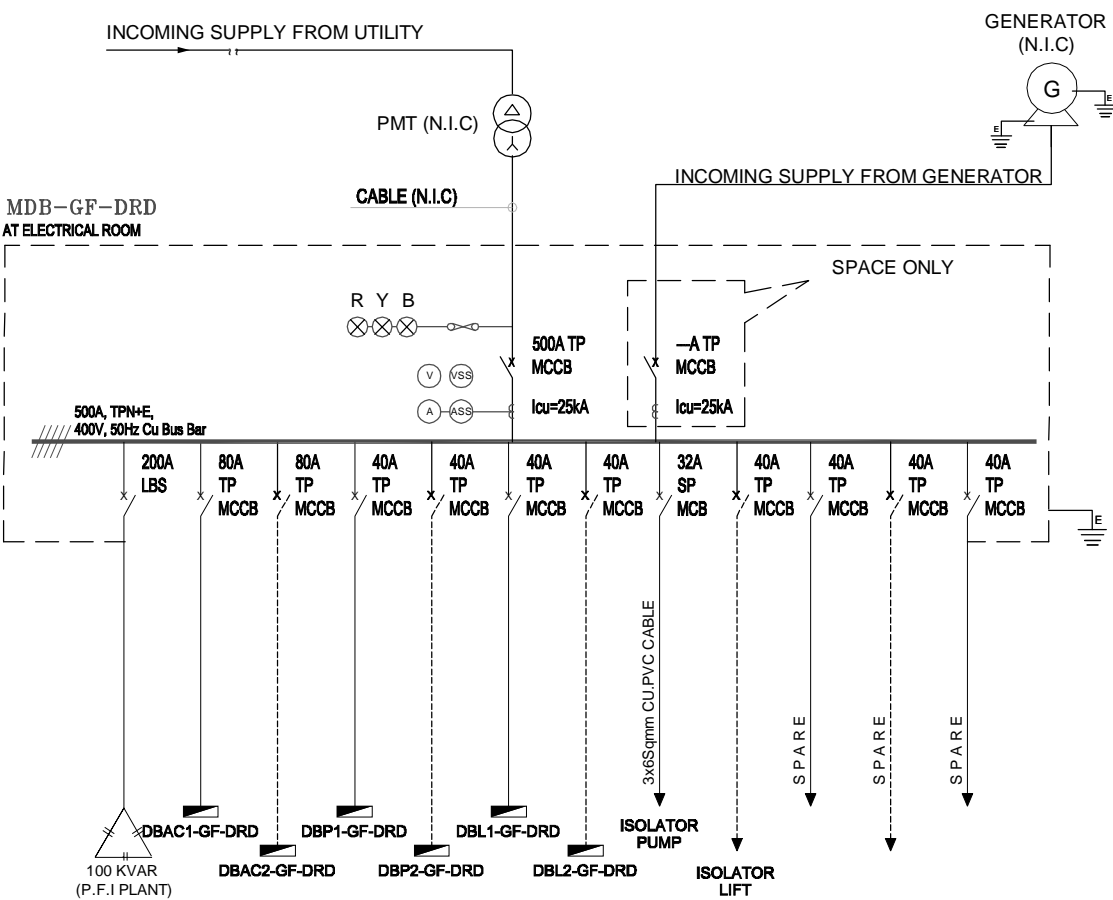 INCOMING SUPPLY FROM UTILITY
GENERATOR
(N.I.C)
G
E
E
PMT (N.I.C)
INCOMING SUPPLY FROM GENERATOR
CABLE (N.I.C)
MDB-GF-DRD
AT ELECTRICAL ROOM
SPACE ONLY
R Y B
500A TP
MCCB
Icu=25kA
—A TP
MCCB
Icu=25kA
V VSS
A ASS
500A, TPN+E,
400V, 50Hz Cu Bus Bar
200A
LBS
80A
TP
MCCB
80A
TP
MCCB
40A
TP
MCCB
40A
TP
MCCB
40A
TP
MCCB
40A
TP
MCCB
32A
SP
MCB
40A
TP
MCCB
40A
TP
MCCB
40A
TP
MCCB
40A
TP
MCCB
E
3x6Sqmm CU.PVC CABLE
SPARE
SPARE
SPARE
100 KVAR
(P.F.I PLANT)
DBAC1-GF-DRD
DBAC2-GF-DRD
DBP1-GF-DRD
DBP2-GF-DRD
DBL1-GF-DRD
DBL2-GF-DRD
ISOLATOR
PUMP
ISOLATOR
LIFT